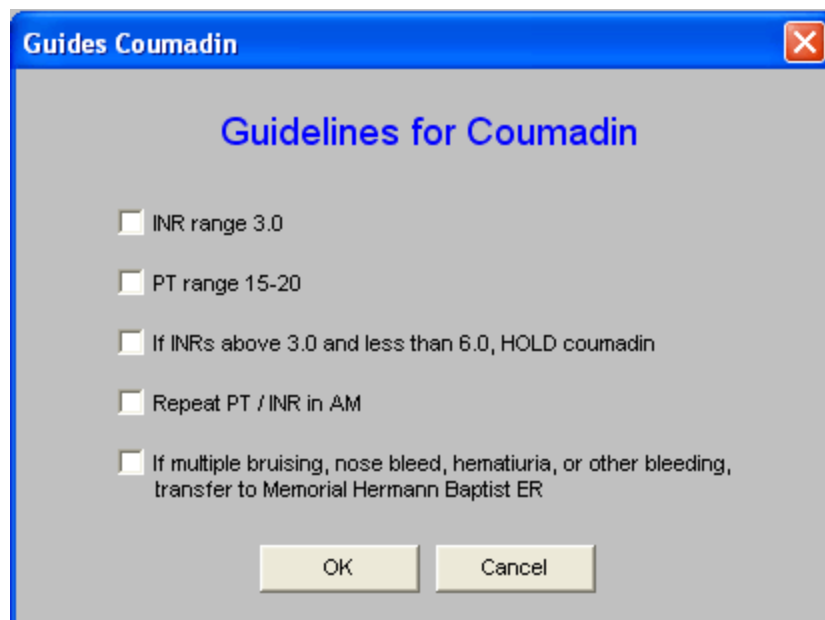 Guides Coumadin
Guidelines for Coumadin
INR range 3.0
PT range 15-20
If INRs above 3.0 and less than 6.0, HOLD coumadin
Repeat PT / INR in AM
If multiple bruising, nose bleed, hematiuria, or other bleeding,
transfer to Memorial Hermann Baptist ER
OK
Cancel